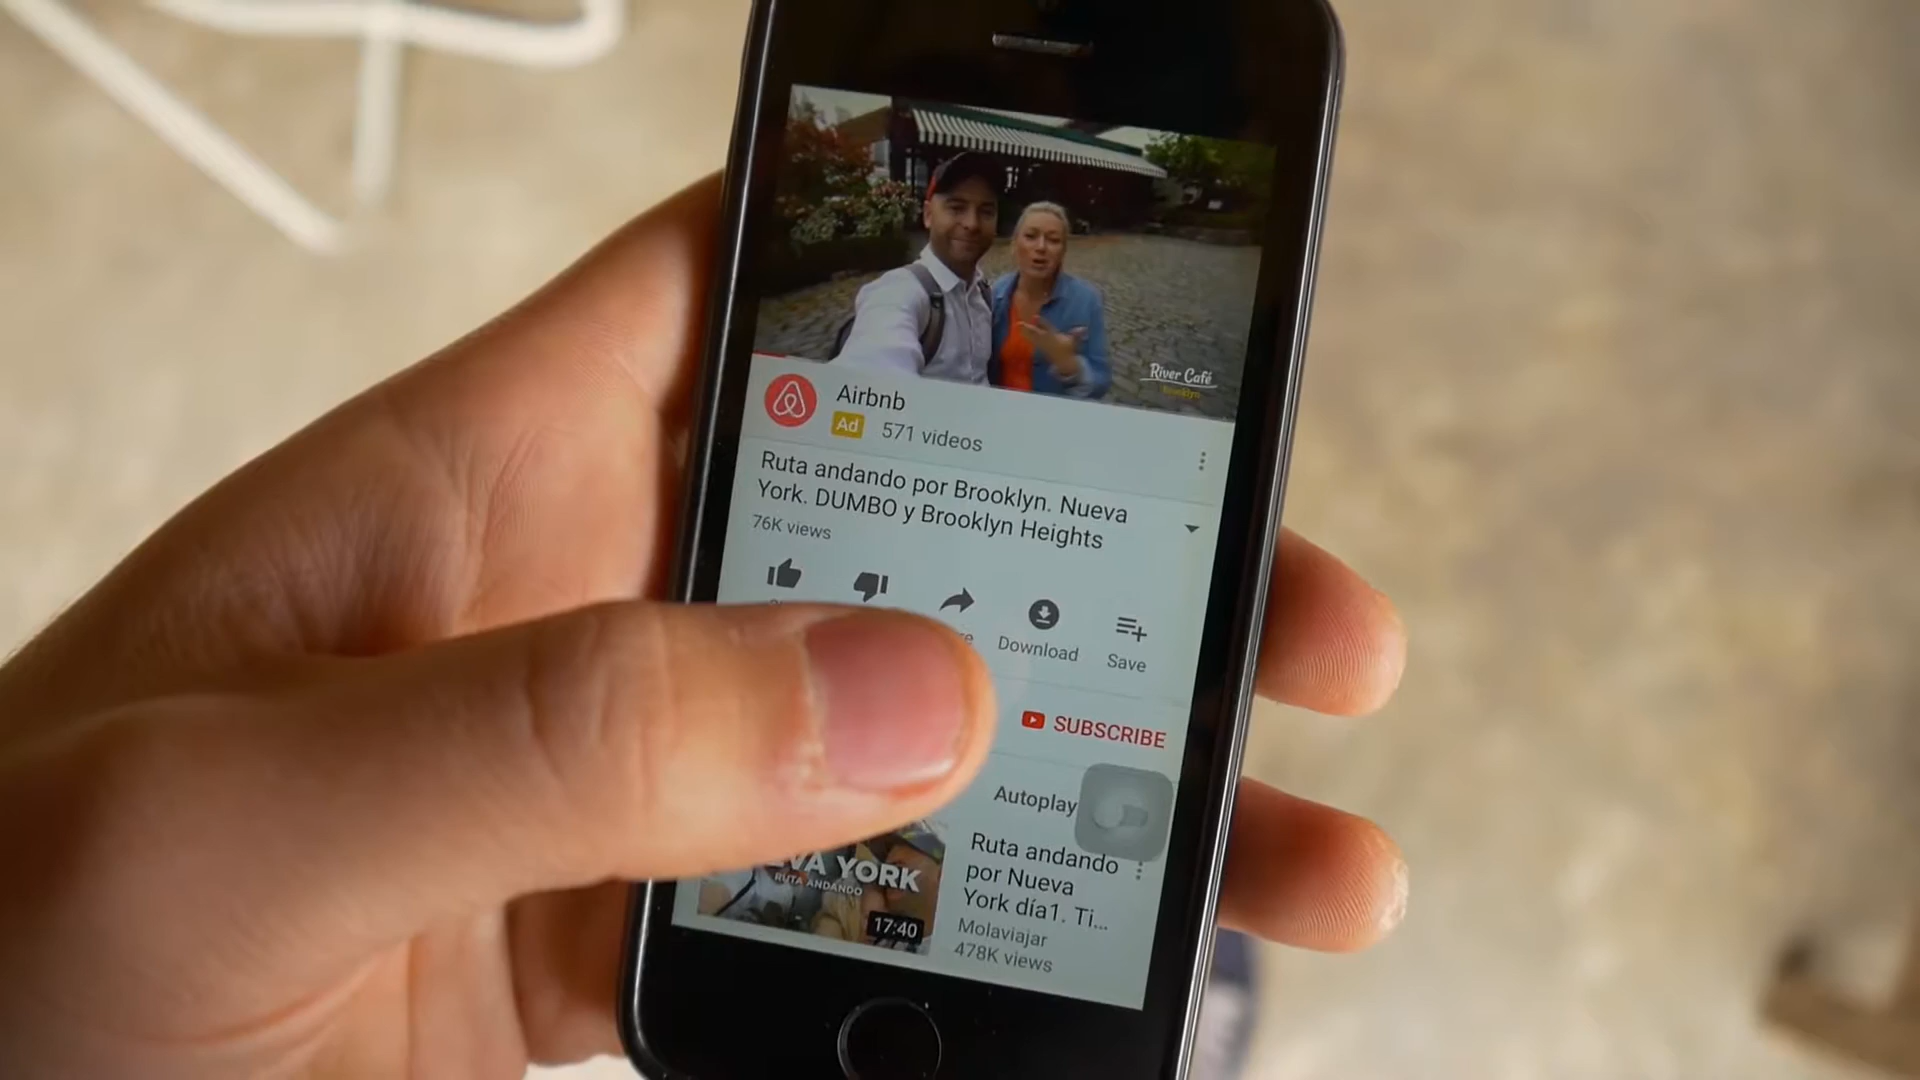 River Café
Brooklyn
Airbnb
Ad 571 videos
Ruta andando por Brooklyn. Nueva
York. DUMBO y Brooklyn Heights
76K views
Download
Save
SUBSCRIBE
Autoplay
YORK
RUTA ANDANDO
17:40
Ruta andando
por Nueva
York día1. Ti...
Molaviajar
478K views